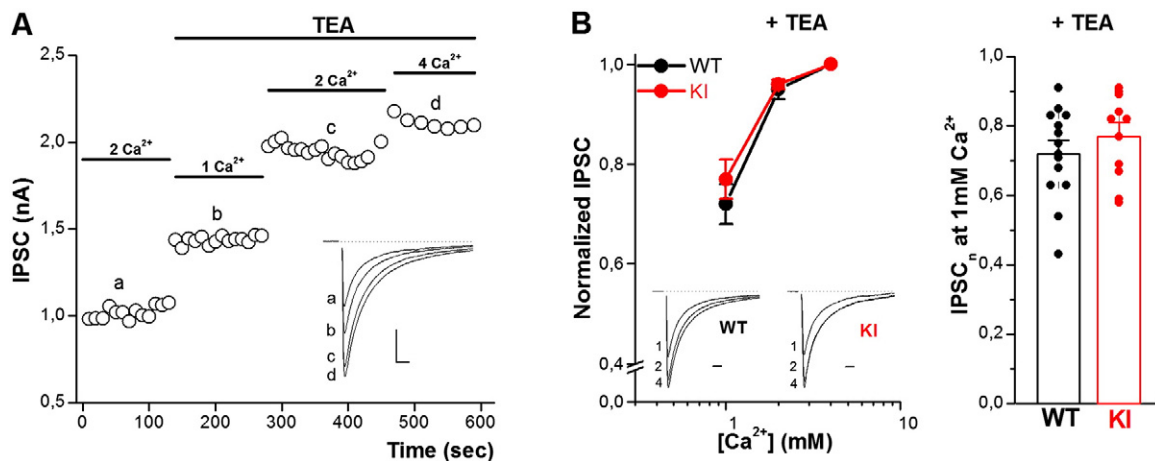 A
TEA
2 Ca²⁺
1 Ca²⁺
2 Ca²⁺
4 Ca²⁺
a
b
c
d
a
b
c
d
IPSC (nA)
2,5
2.0
1.5
1,0
0,5
0 100 200 300 400 500 600
Time (sec)
B
+ TEA
WT
KI
Normalized IPSC
1,0
0,8
0,6
0,4
0,0
1
2
4
WT
1
2
4
KI
1 10
[Ca²⁺] (mM)
+ TEA
IPSCₙ at 1mM Ca²⁺
1,0
0,8
0,6
0,4
0,2
0,0
WT KI